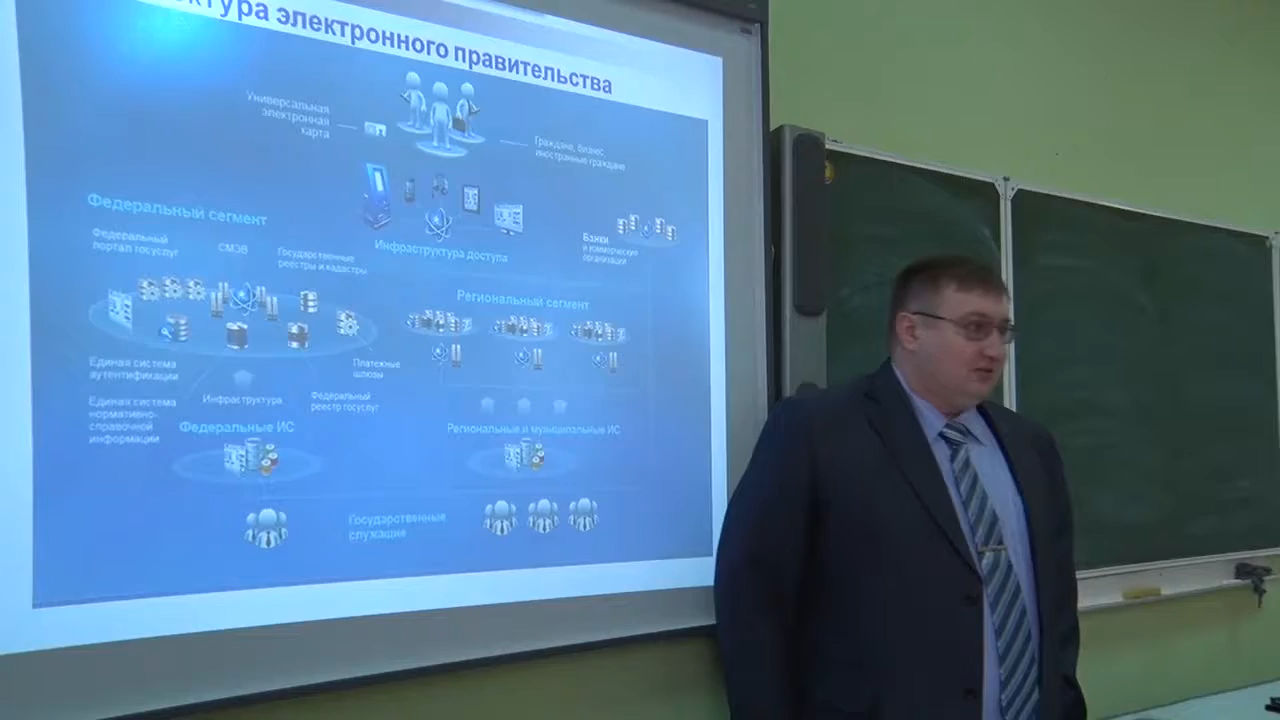 ктура электронного правительства
Универсальная
электронная
карта
Граждане, бизнес,
иностранные граждане
Федеральный сегмент
Федеральный
портал госуслуг
СМЭВ
Государственные
реестры и кадастры
Инфраструктура доступа
Банки
и коммерческие
организации
Региональный сегмент
Единая система
аутентификации
Платежные
шлюзы
Единая система
нормативно-
справочной
информации
Инфраструктура
Федеральный
реестр госуслуг
Федеральные ИС
Региональные и муниципальные ИС
Государственные
служащие